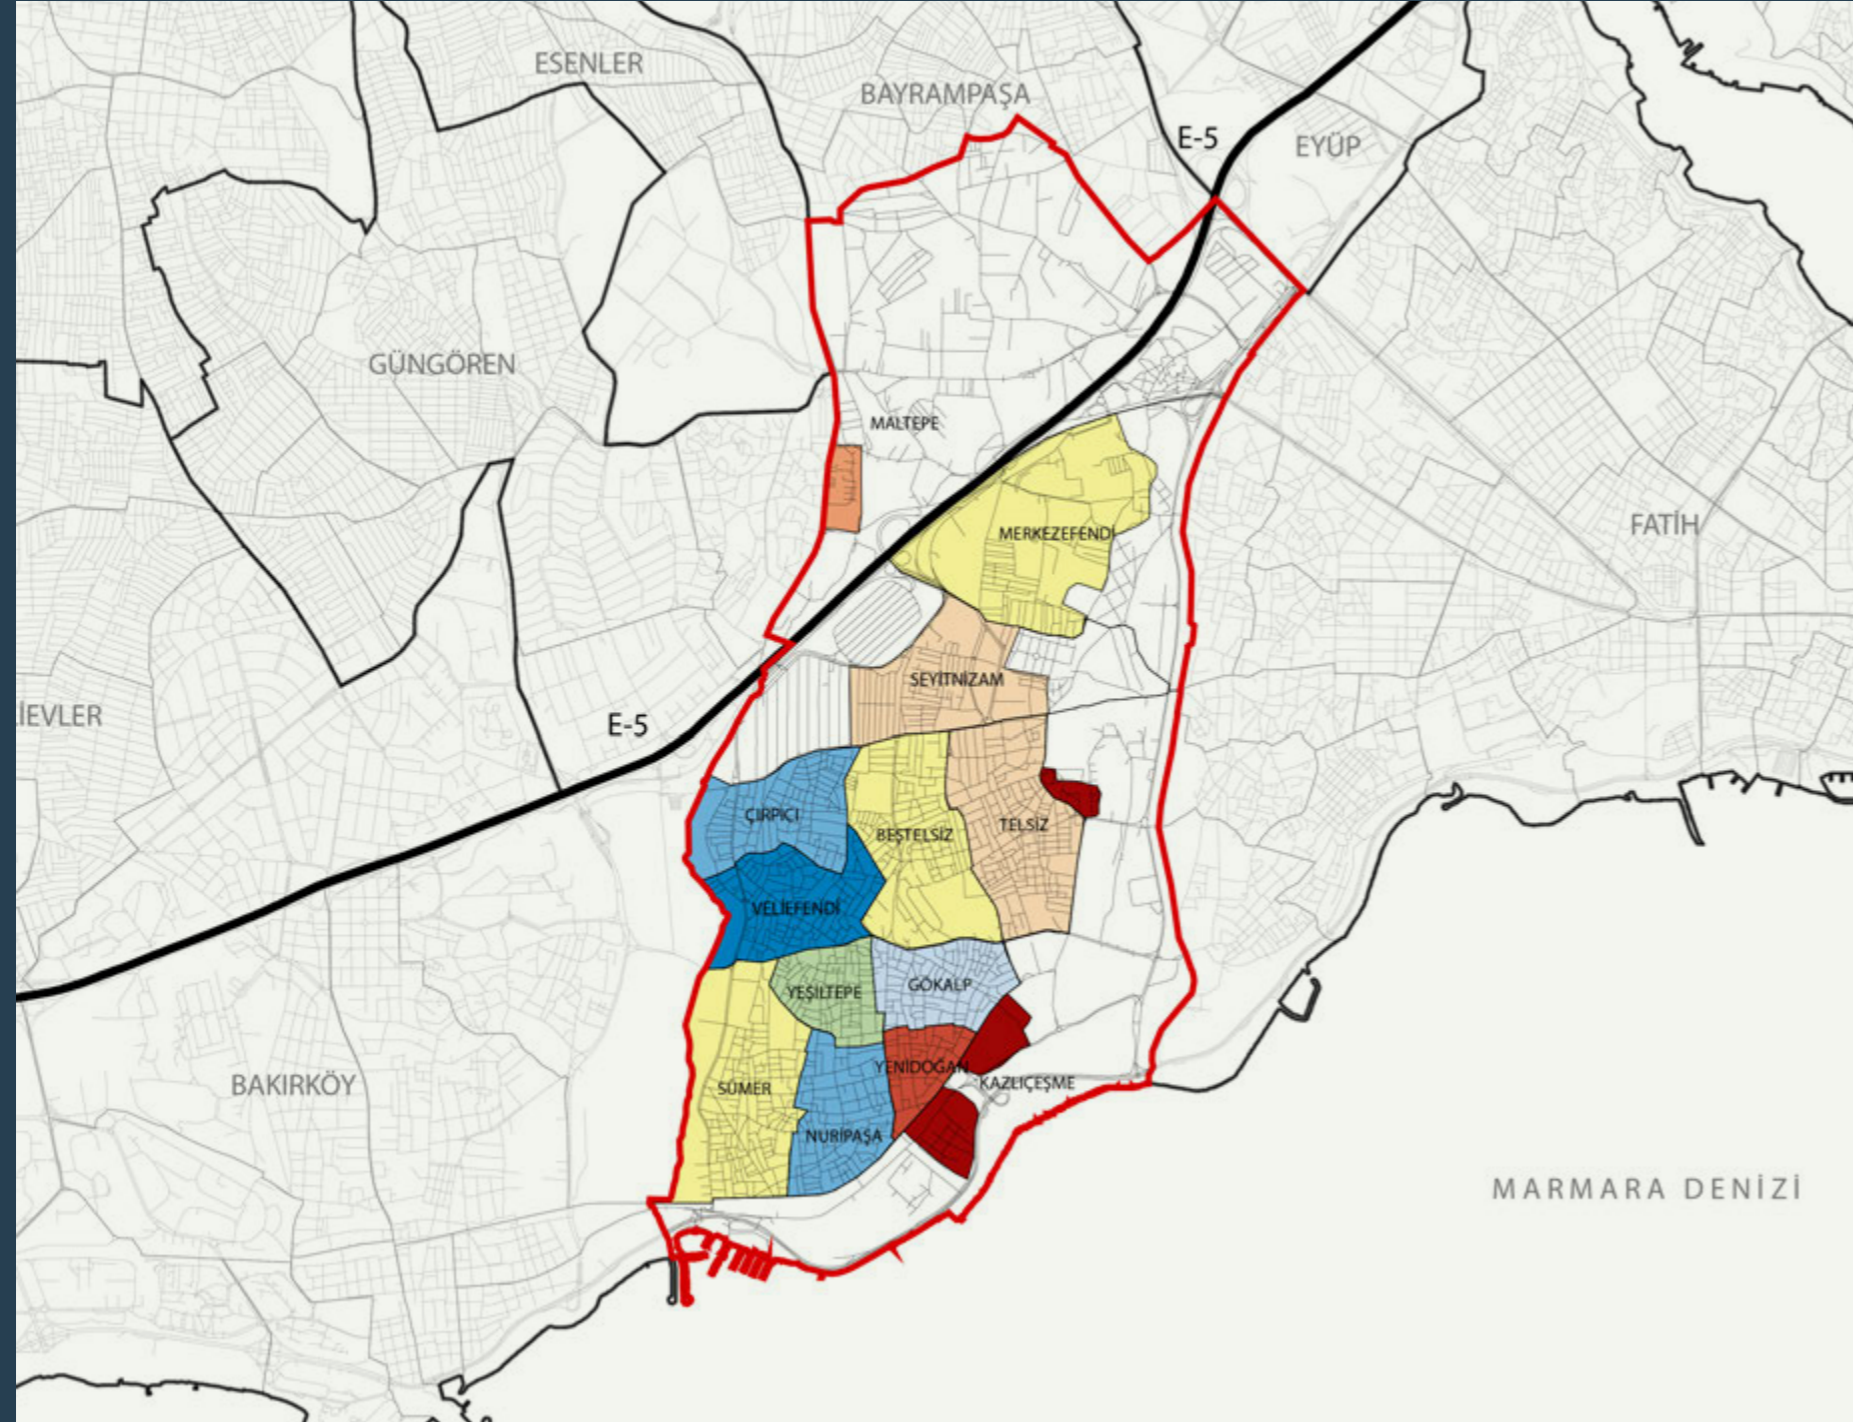 ESENLER
BAYRAMPAŞA
E-5
EYÜP
GÜNGÖREN
MALTEPE
FATİH
MERKEZEFENDİ
SEYİTNİZAM
İEVLER
E-5
ÇIRPICI
BEŞTELSİZ
TELSİZ
VELİEFENDİ
YEŞİLTEPE
GÖKALP
YENİDOĞAN
KAZLIÇEŞME
BAKIRKÖY
SÜMER
NURİPAŞA
MARMARA DENİZİ